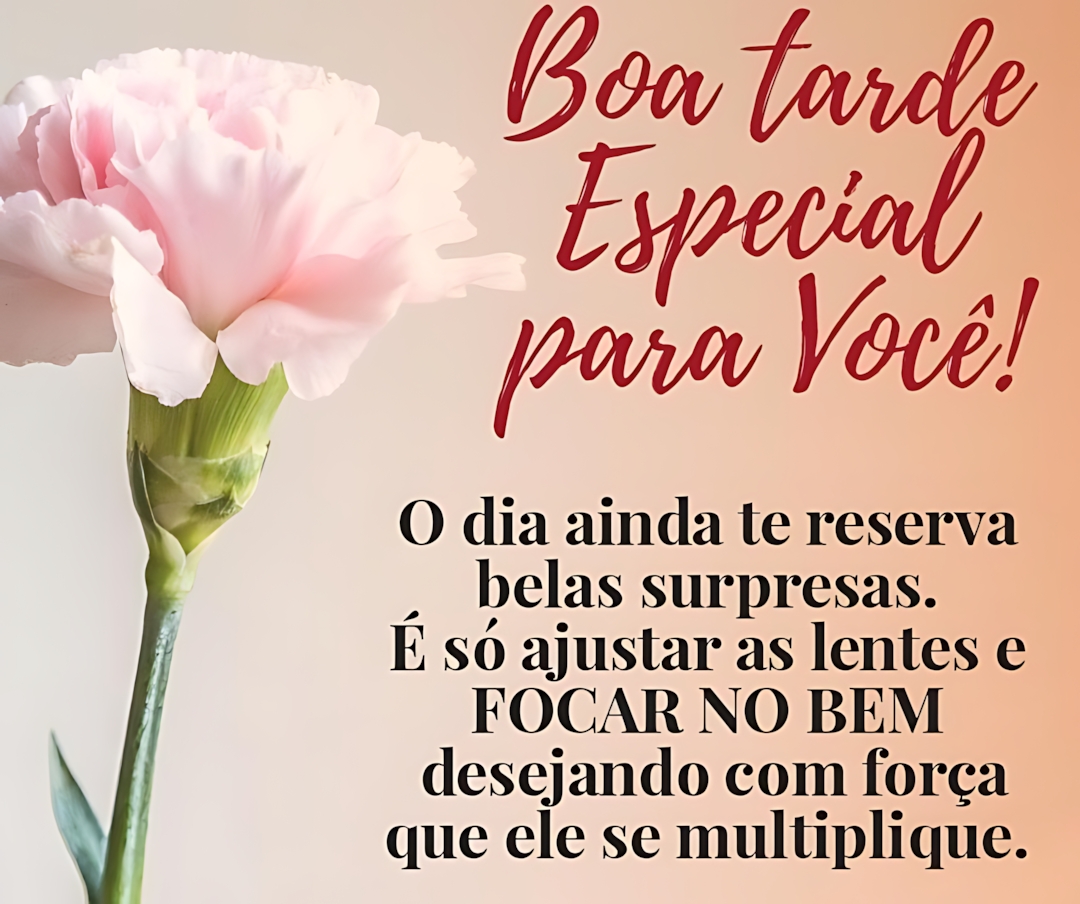 Boa tarde
Especial
para Você!
O dia ainda te reserva
belas surpresas.
É só ajustar as lentes e
FOCAR NO BEM
desejando com força
que ele se multiplique.